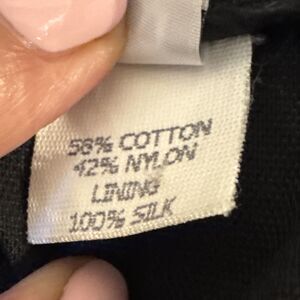 58% COTTON
42% NYLON
LINING
100% SILK